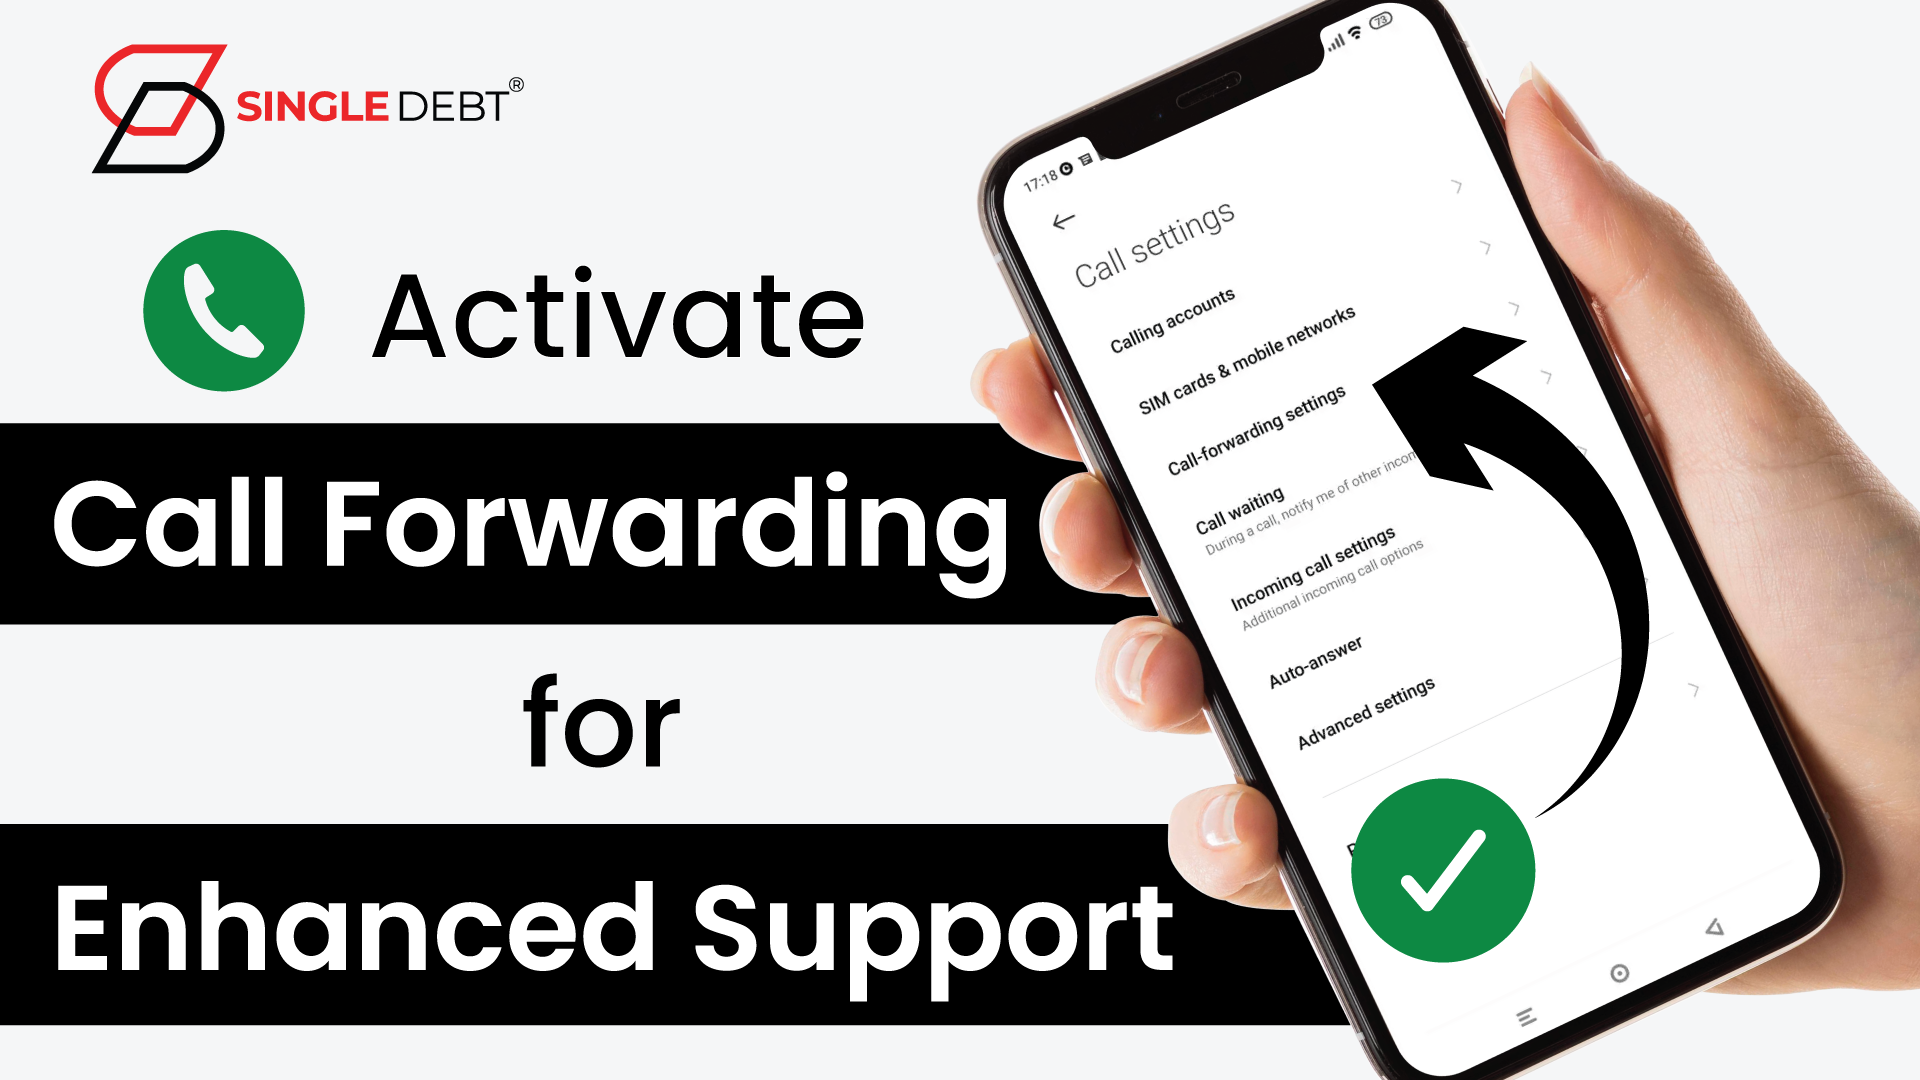 SINGLE DEBT®
Activate
Call Forwarding
for
Enhanced Support
17:18
73
Call settings
Calling accounts
SIM cards & mobile networks
Call-forwarding settings
Call waiting
During a call, notify me of other
Incoming call settings
Additional incoming call options
Auto-answer
Advanced settings